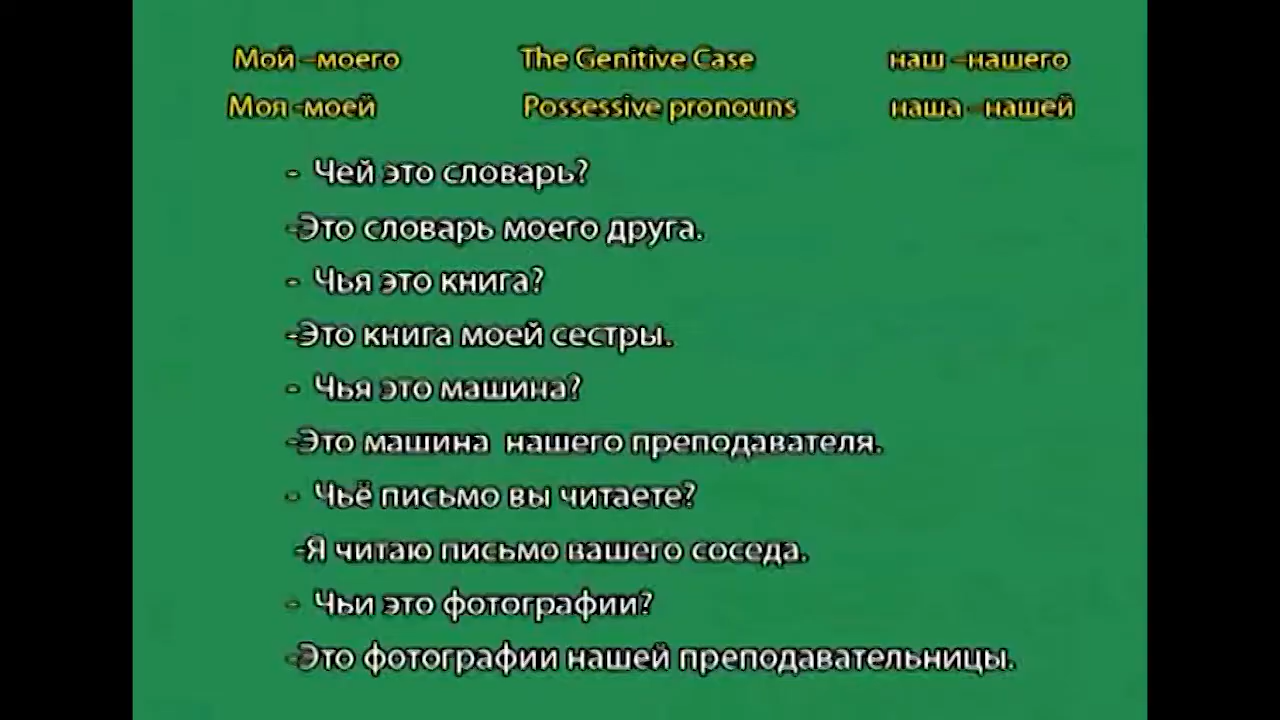 Мой –моего The Genitive Case наш –нашего
Моя -моей Possessive pronouns наша - нашей
- Чей это словарь?
-Это словарь моего друга.
- Чья это книга?
-Это книга моей сестры.
- Чья это машина?
-Это машина нашего преподавателя.
- Чьё письмо вы читаете?
-Я читаю письмо вашего соседа.
- Чьи это фотографии?
-Это фотографии нашей преподавательницы.